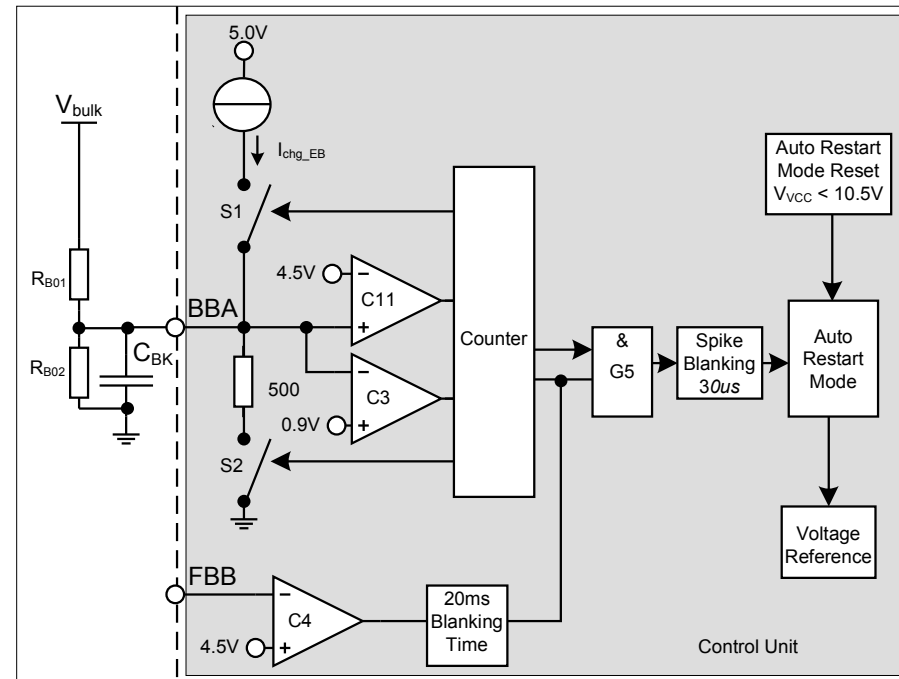 5.0V
V_bulk
I_chg_EB
Auto Restart
Mode Reset
V_VCC < 10.5V
S1
R_B01
4.5V
C11
BBA
Counter
&
G5
Spike
Blanking
30us
Auto
Restart
Mode
C_BK
R_B02
500
C3
0.9V
S2
Voltage
Reference
FBB
C4
20ms
Blanking
Time
4.5V
Control Unit